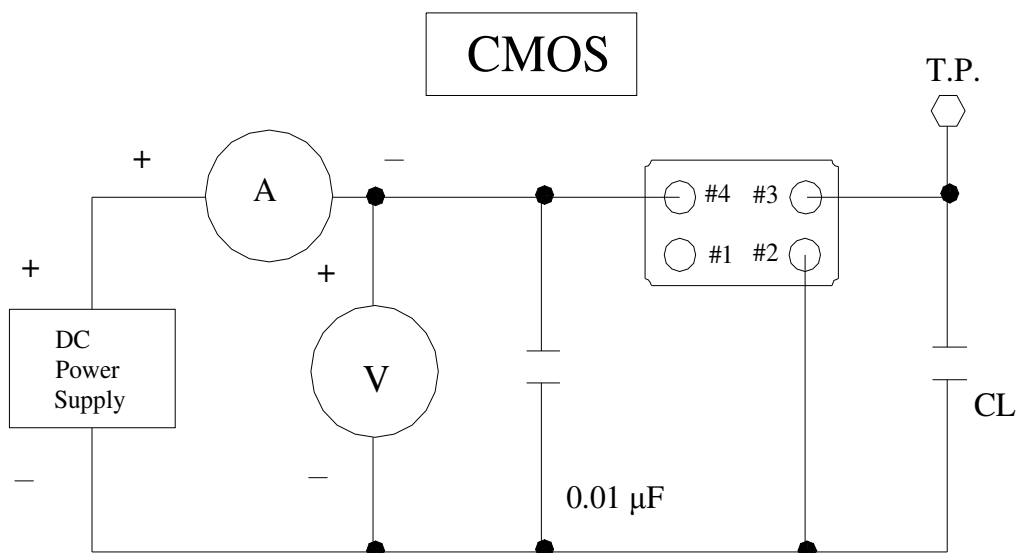 CMOS
T.P.
+
–
A
#4 #3
+
+
#1 #2
DC
Power
Supply
V
CL
–
–
0.01 µF